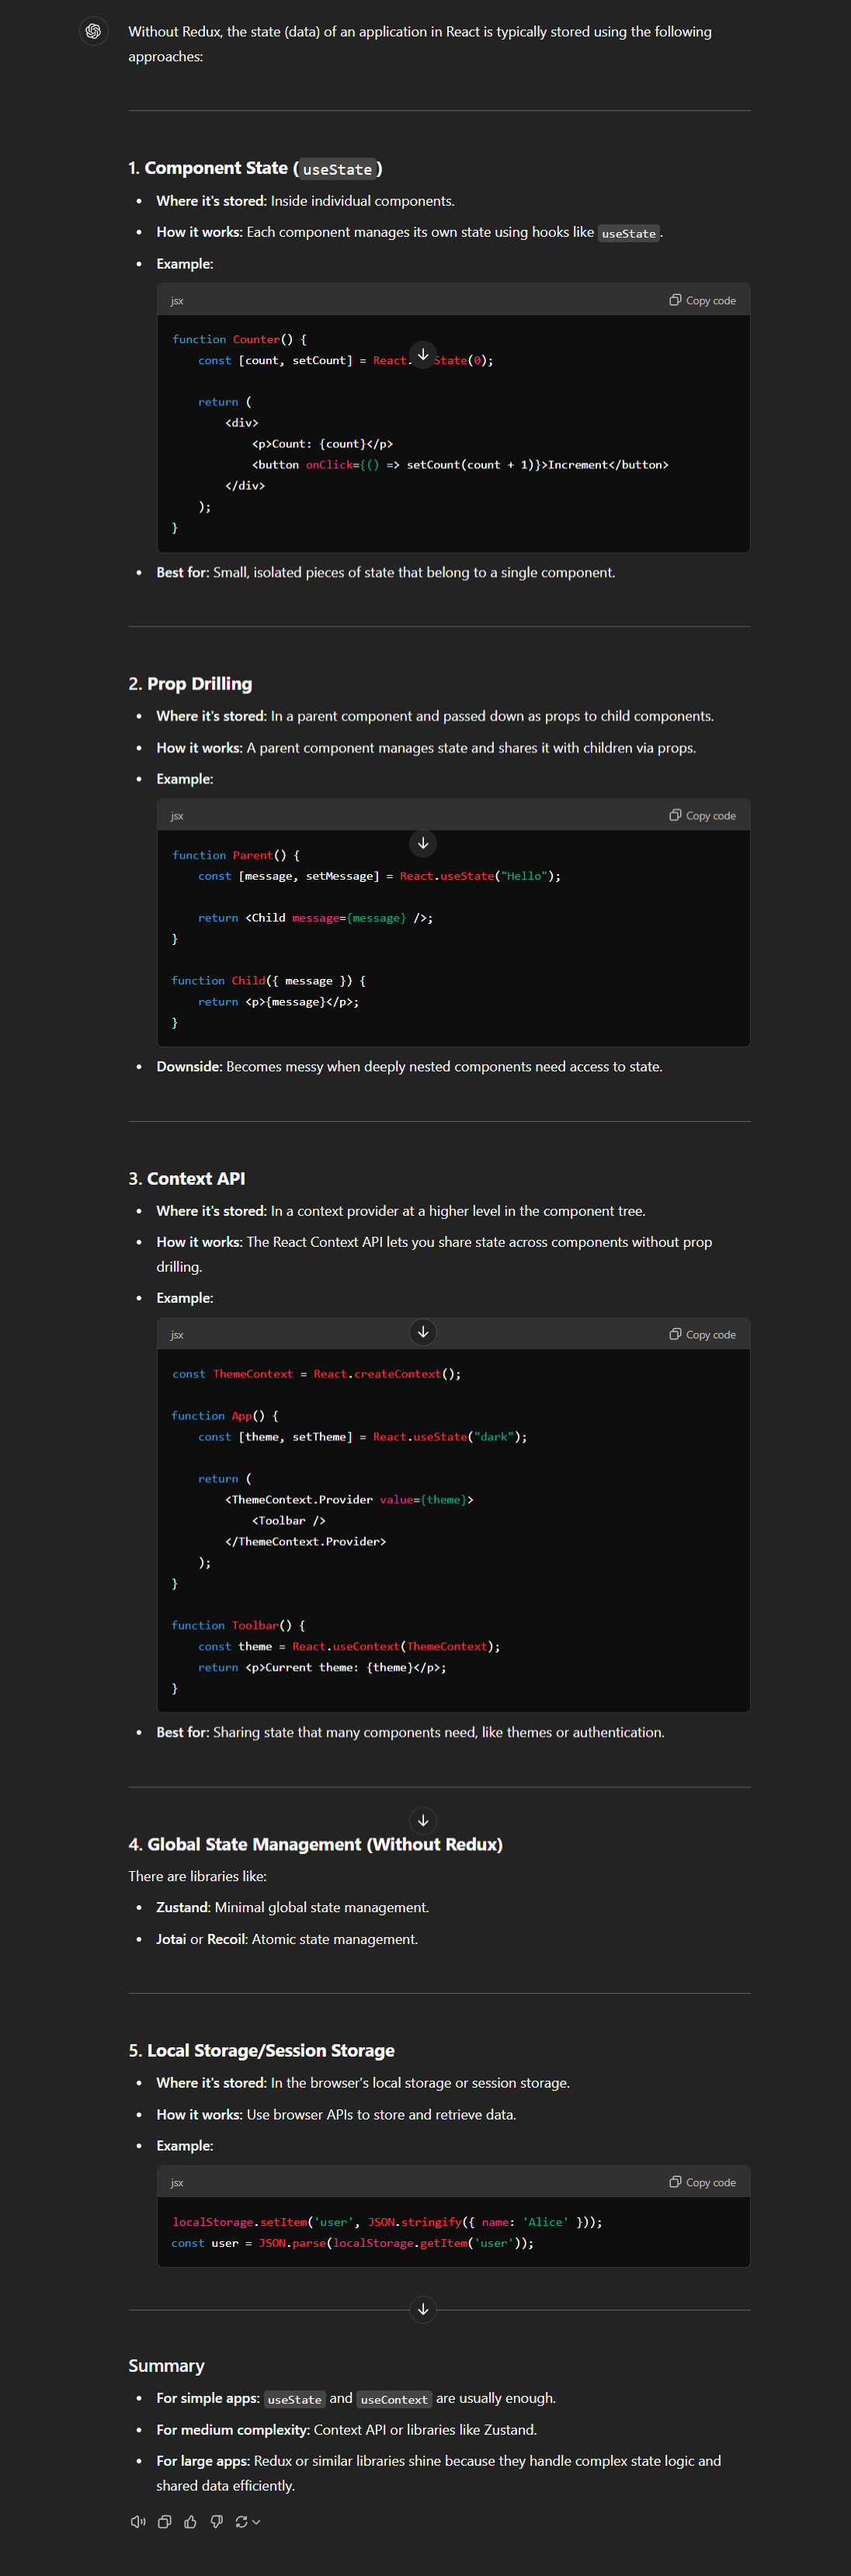 Without Redux, the state (data) of an application in React is typically stored using the following
approaches:
1. Component State (useState)
• Where it's stored: Inside individual components.
• How it works: Each component manages its own state using hooks like useState.
• Example:
jsx
Copy code
function Counter() {
    const [count, setCount] = React. State(0);
    return (
        <div>
            <p>Count: {count}</p>
            <button onClick={() => setCount(count + 1)}>Increment</button>
        </div>
    );
}
• Best for: Small, isolated pieces of state that belong to a single component.
2. Prop Drilling
• Where it's stored: In a parent component and passed down as props to child components.
• How it works: A parent component manages state and shares it with children via props.
• Example:
jsx
Copy code
function Parent() {
    const [message, setMessage] = React.useState("Hello");
    return <Child message={message} />;
}
function Child({ message }) {
    return <p>{message}</p>;
}
• Downside: Becomes messy when deeply nested components need access to state.
3. Context API
• Where it's stored: In a context provider at a higher level in the component tree.
• How it works: The React Context API lets you share state across components without prop
drilling.
• Example:
jsx
Copy code
const ThemeContext = React.createContext();
function App() {
    const [theme, setTheme] = React.useState("dark");
    return (
        <ThemeContext.Provider value={theme}>
            <Toolbar />
        </ThemeContext.Provider>
    );
}
function Toolbar() {
    const theme = React.useContext(ThemeContext);
    return <p>Current theme: {theme}</p>;
}
• Best for: Sharing state that many components need, like themes or authentication.
4. Global State Management (Without Redux)
There are libraries like:
• Zustand: Minimal global state management.
• Jotai or Recoil: Atomic state management.
5. Local Storage/Session Storage
• Where it's stored: In the browser’s local storage or session storage.
• How it works: Use browser APIs to store and retrieve data.
• Example:
jsx
Copy code
localStorage.setItem('user', JSON.stringify({ name: 'Alice' }));
const user = JSON.parse(localStorage.getItem('user'));
Summary
• For simple apps: useState and useContext are usually enough.
• For medium complexity: Context API or libraries like Zustand.
• For large apps: Redux or similar libraries shine because they handle complex state logic and
shared data efficiently.